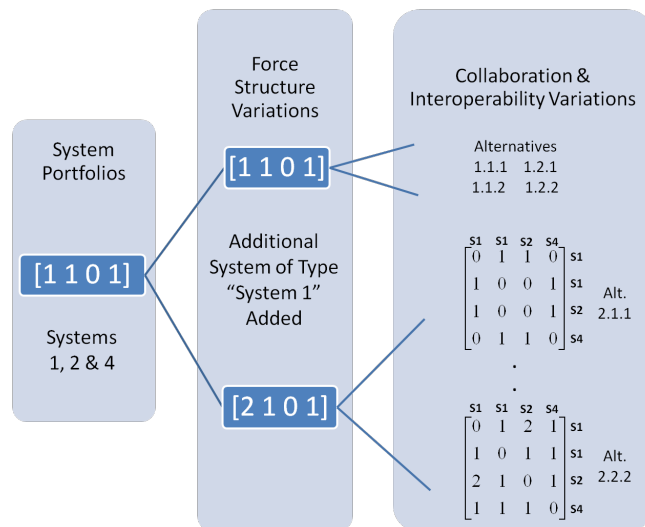 System
Portfolios
[1 1 0 1]
Systems
1, 2 & 4
Force
Structure
Variations
[1 1 0 1]
Additional
System of Type
“System 1”
Added
[2 1 0 1]
Collaboration &
Interoperability Variations
Alternatives
1.1.1 1.2.1
1.1.2 1.2.2
S1 S1 S2 S4
0 1 1 0 S1
1 0 0 1 S1
1 0 0 1 S2
0 1 1 0 S4
Alt.
2.1.1
S1 S1 S2 S4
0 1 2 1 S1
1 0 1 1 S1
2 1 0 1 S2
1 1 1 0 S4
Alt.
2.2.2